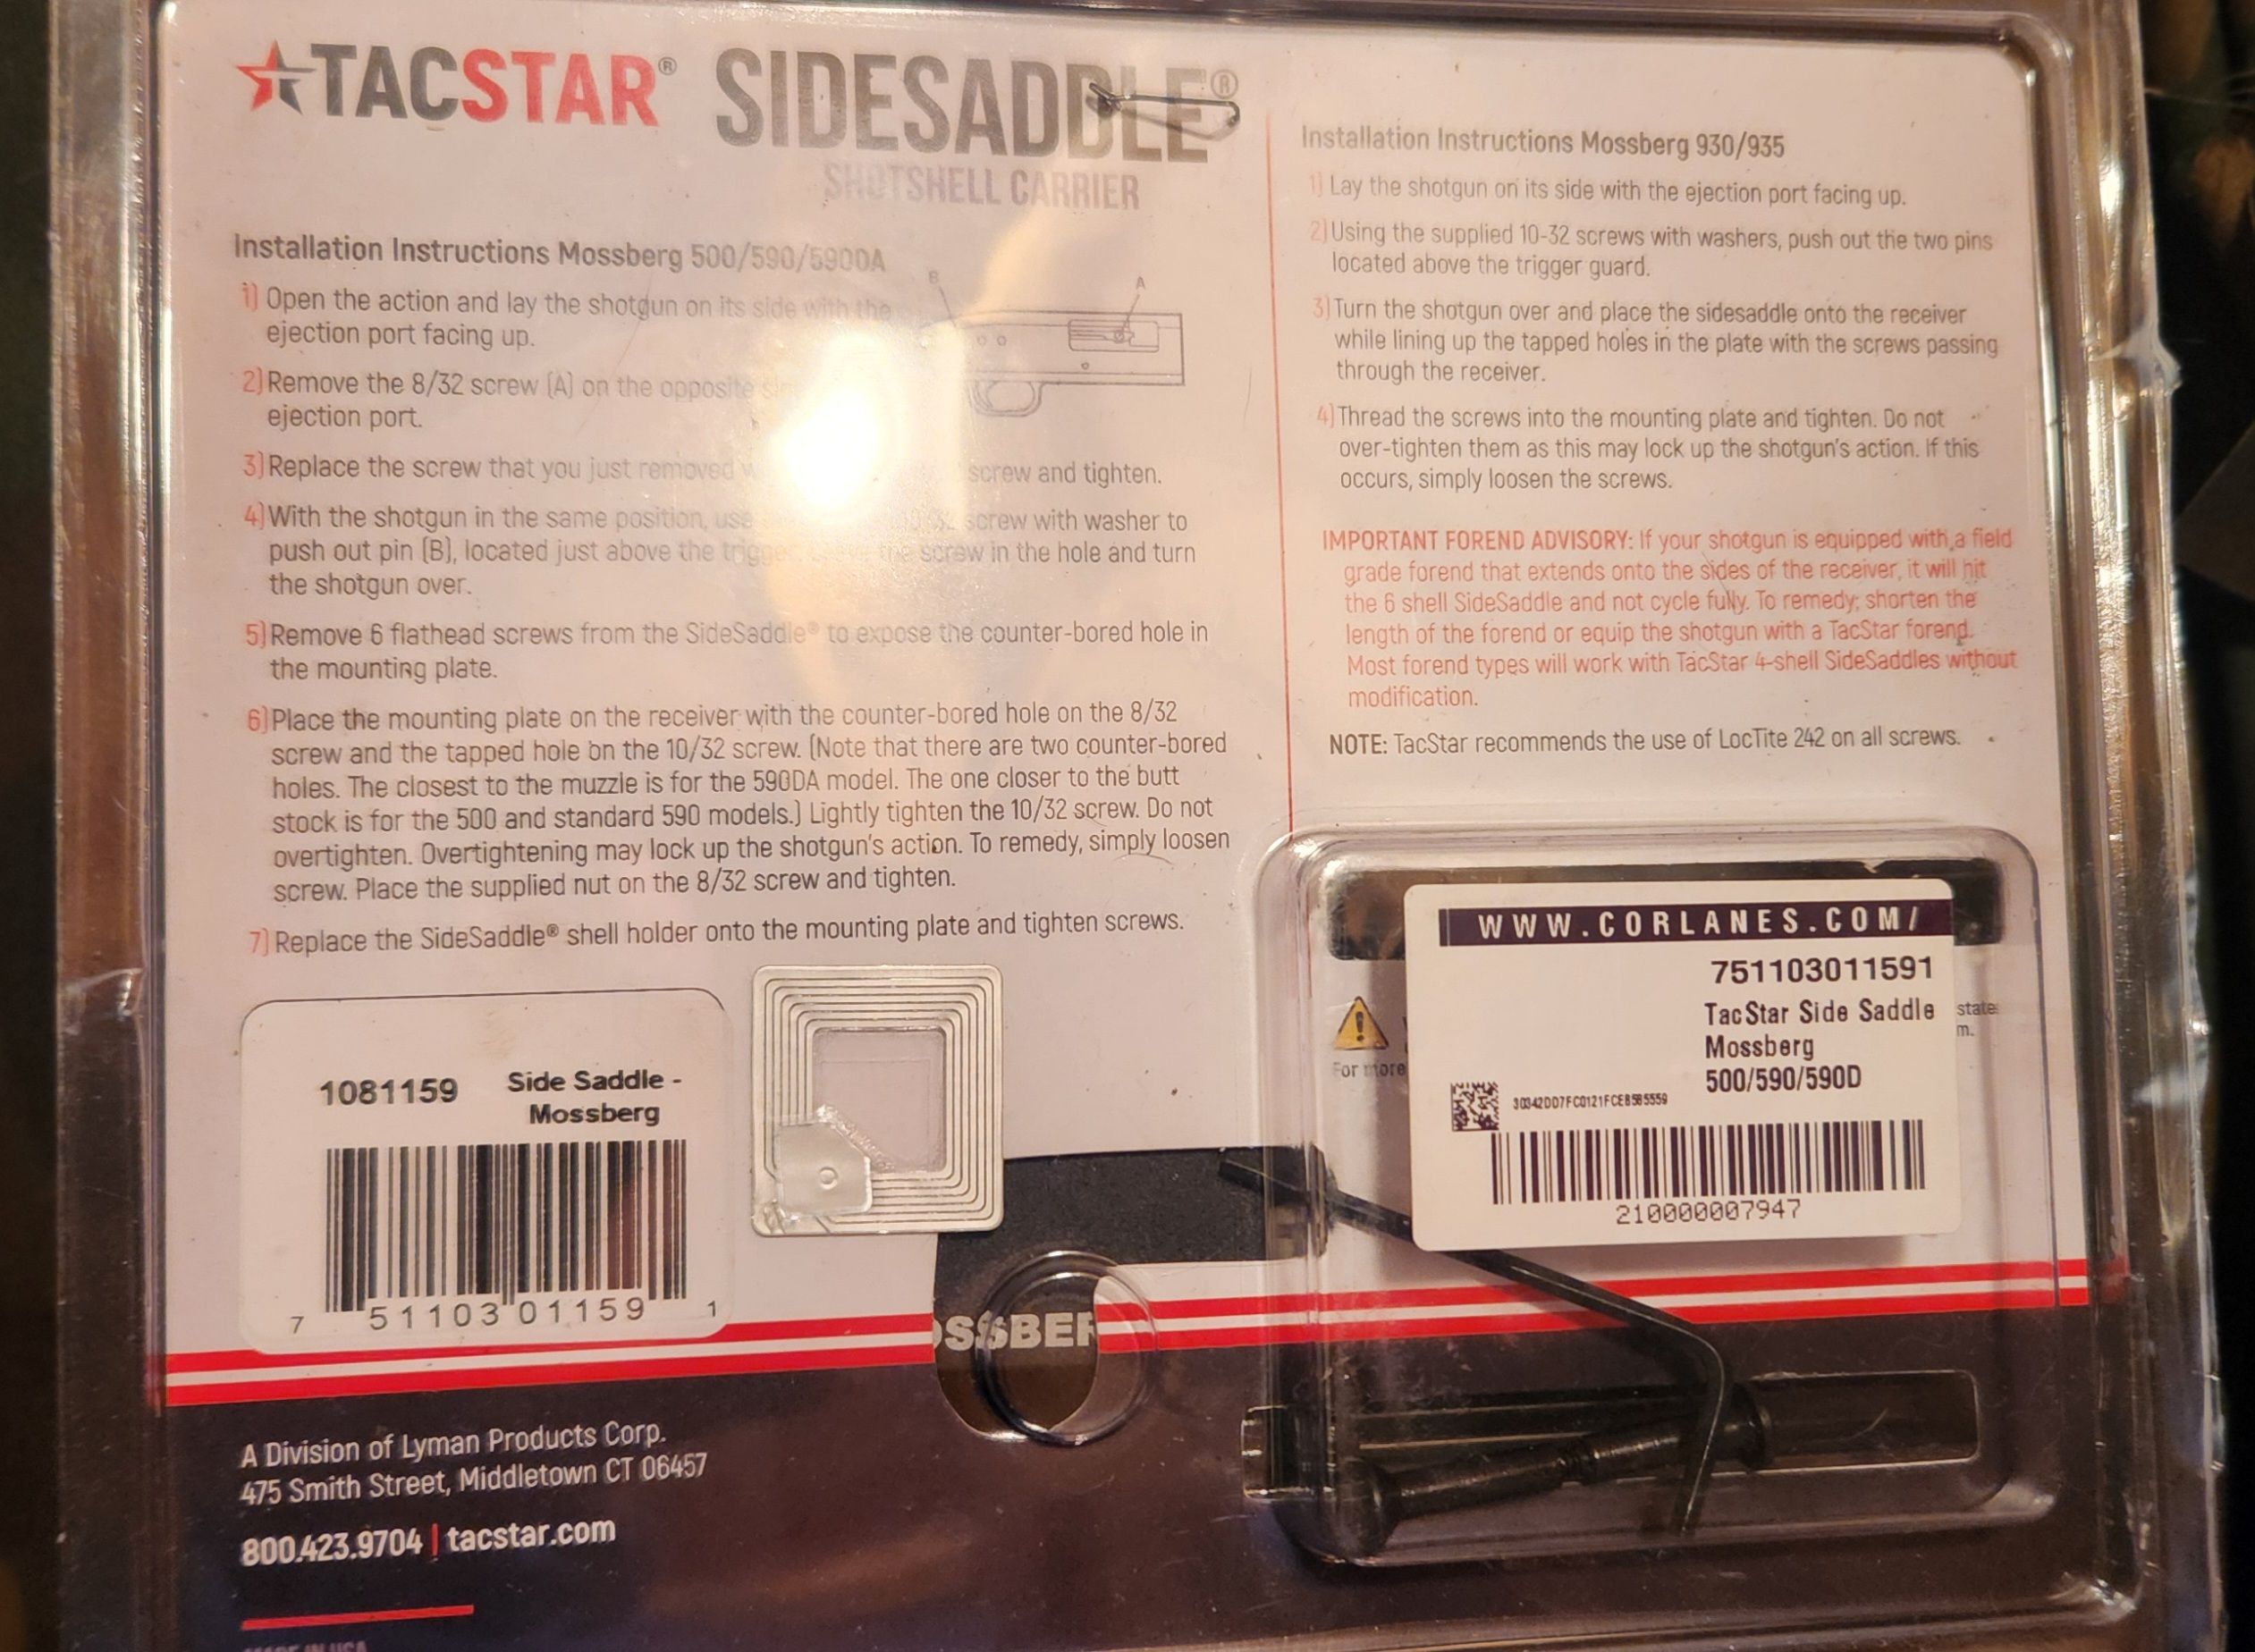 TACSTAR® SIDESADDLE®
SHOTSHELL CARRIER
Installation Instructions Mossberg 500/590/590DA
1) Open the action and lay the shotgun on its side with the
ejection port facing up.
2) Remove the 8/32 screw (A) on the opposite
ejection port.
3) Replace the screw that you just removed screw and tighten.
4) With the shotgun in the same position, use screw with washer to
push out pin (B), located just above the trigger. the screw in the hole and turn
the shotgun over.
5) Remove 6 flathead screws from the SideSaddle® to expose the counter-bored hole in
the mounting plate.
6) Place the mounting plate on the receiver with the counter-bored hole on the 8/32
screw and the tapped hole on the 10/32 screw. (Note that there are two counter-bored
holes. The closest to the muzzle is for the 590DA model. The one closer to the butt
stock is for the 500 and standard 590 models.) Lightly tighten the 10/32 screw. Do not
overtighten. Overtightening may lock up the shotgun's action. To remedy, simply loosen
screw. Place the supplied nut on the 8/32 screw and tighten.
7) Replace the SideSaddle® shell holder onto the mounting plate and tighten screws.
B
A
Installation Instructions Mossberg 930/935
1) Lay the shotgun on its side with the ejection port facing up.
2) Using the supplied 10-32 screws with washers, push out the two pins
located above the trigger guard.
3) Turn the shotgun over and place the sidesaddle onto the receiver
while lining up the tapped holes in the plate with the screws passing
through the receiver.
4) Thread the screws into the mounting plate and tighten. Do not
over-tighten them as this may lock up the shotgun's action. If this
occurs, simply loosen the screws.
IMPORTANT FOREND ADVISORY: If your shotgun is equipped with a field
grade forend that extends onto the sides of the receiver, it will hit
the 6 shell SideSaddle and not cycle fully. To remedy, shorten the
length of the forend or equip the shotgun with a TacStar forend.
Most forend types will work with TacStar 4-shell SideSaddles without
modification.
NOTE: TacStar recommends the use of LocTite 242 on all screws.
WWW.CORLANES.COM/
751103011591
TacStar Side Saddle
Mossberg
500/590/590D
30342DD7FC0121FCEB5B5559
210000007947
state
m.
For more
1081159 Side Saddle -
Mossberg
7 51103 01159 1
OSSBER
A Division of Lyman Products Corp.
475 Smith Street, Middletown CT 06457
800.423.9704 | tacstar.com
MADE IN USA